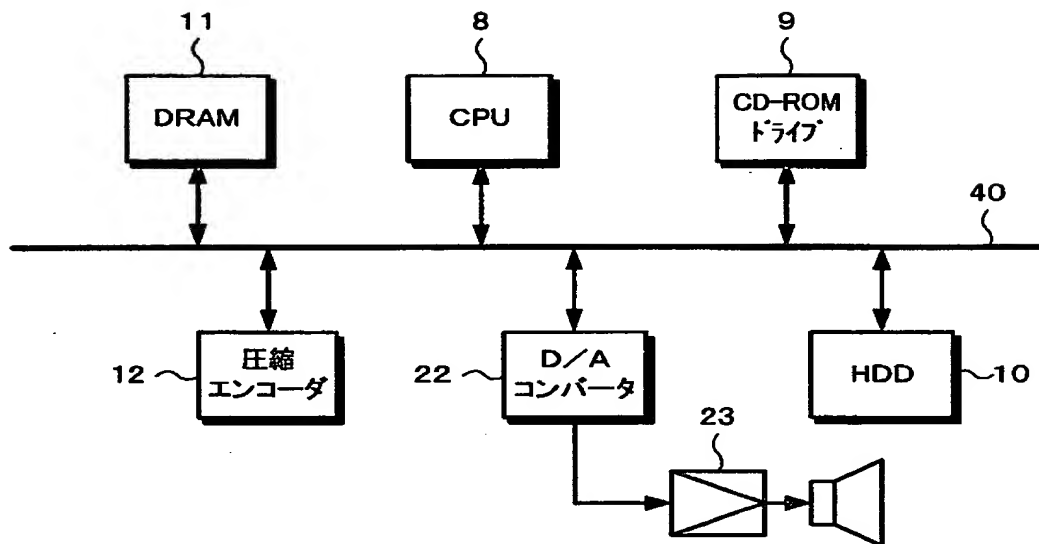 11
8
9
DRAM
CPU
CD-ROM
ドライブ
40
圧縮
エンコーダ
12
D／A
コンバータ
22
HDD
10
23